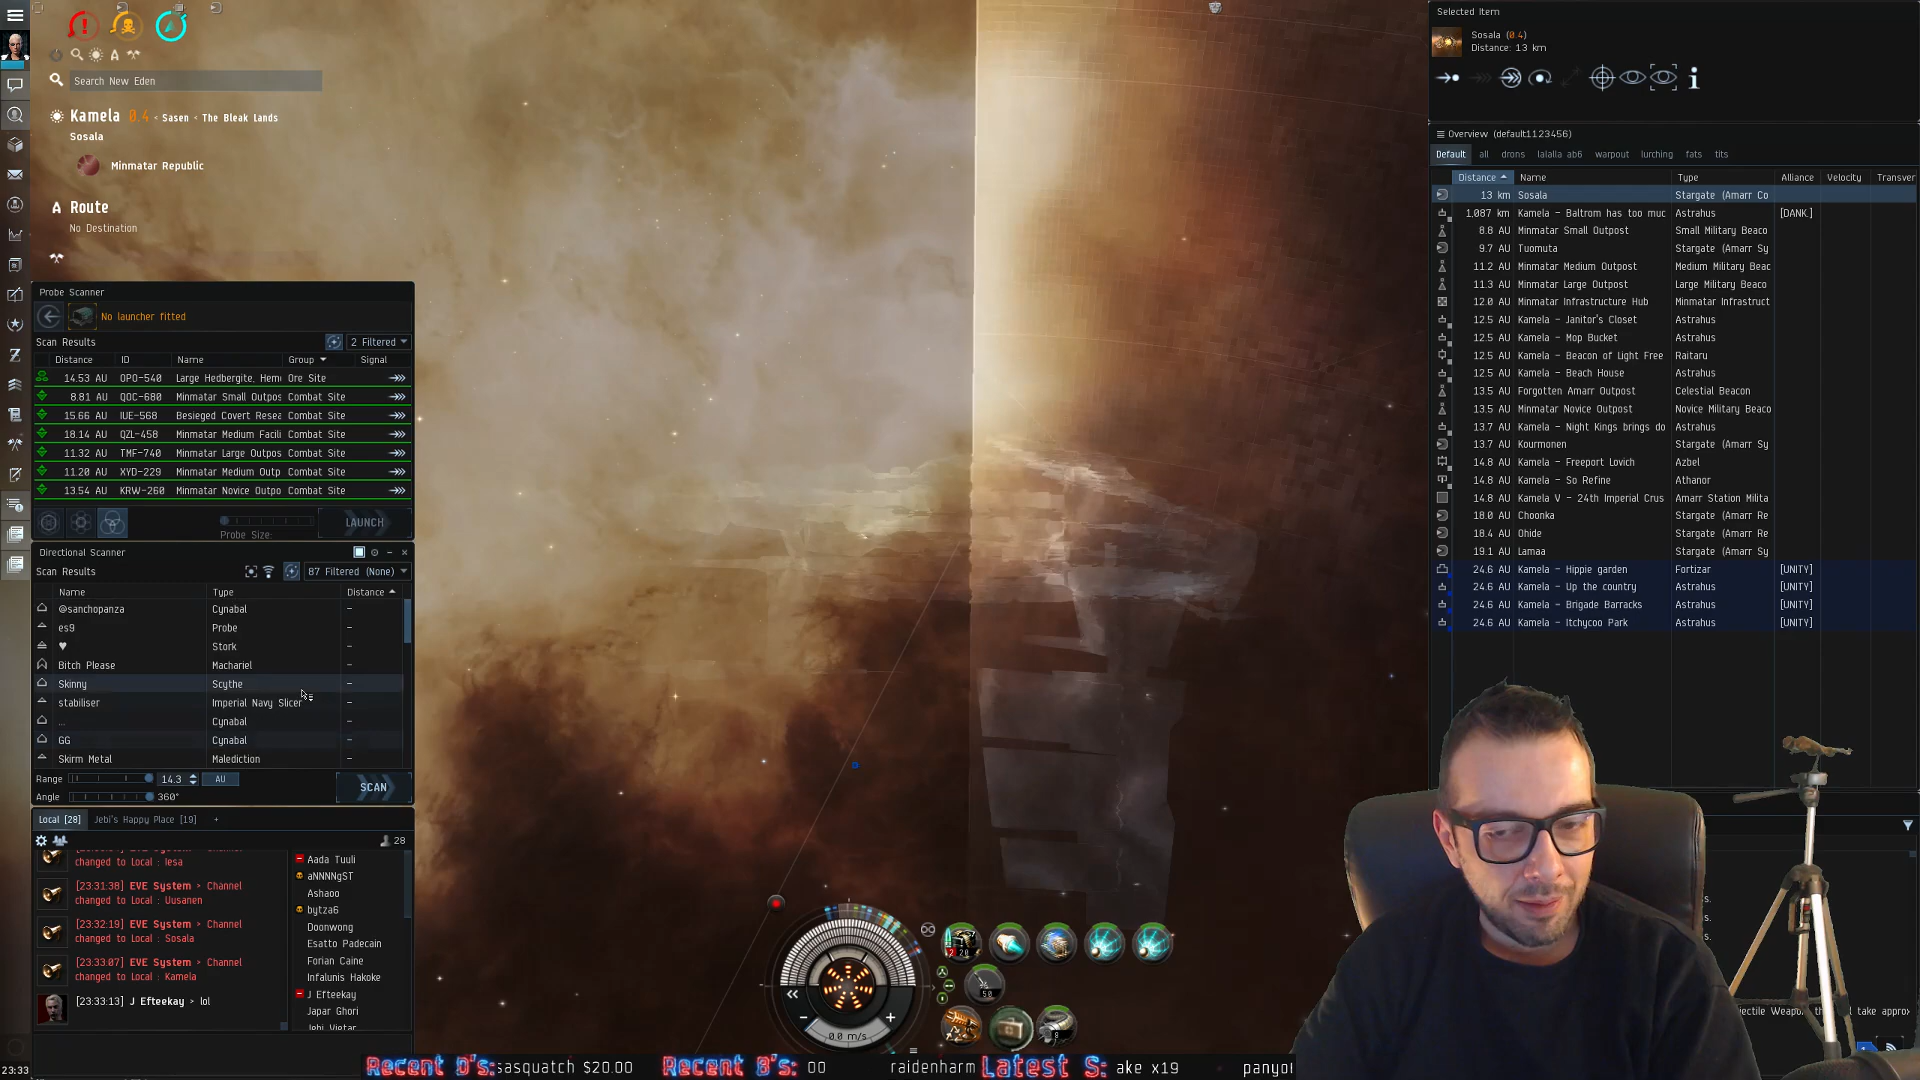 Search New Eden
Kamela 0.4 < Sasen < The Bleak Lands
Sosala
Minmatar Republic
Route
No Destination
Probe Scanner
No launcher fitted
Scan Results
2 Filtered
Distance ID Name Group Signal
14.53 AU OPO-540 Large Hedbergite, Hem Ore Site
8.81 AU QOC-680 Minmatar Small Outpos Combat Site
15.66 AU IUE-568 Besieged Covert Resea Combat Site
18.14 AU QZL-458 Minmatar Medium Facili Combat Site
11.32 AU TMF-740 Minmatar Large Outpos Combat Site
11.20 AU XYD-229 Minmatar Medium Outp Combat Site
13.54 AU KRW-260 Minmatar Novice Outpo Combat Site
Probe Size:
LAUNCH
Directional Scanner
Scan Results
87 Filtered (None)
Name Type Distance
@sanchopanza Cynabal –
es9 Probe –
♥ Stork –
Bitch Please Machariel –
Skinny Scythe –
stabiliser Imperial Navy Slicer –
... Cynabal –
GG Cynabal –
Skirm Metal Malediction –
Range 14.3 AU
Angle 360°
SCAN
Local [28] Jebi's Happy Place [19] +
28
changed to Local : Iesa
[23:31:38] EVE System > Channel
changed to Local : Uusanen
[23:32:19] EVE System > Channel
changed to Local : Sosala
[23:33:07] EVE System > Channel
changed to Local : Kamela
[23:33:13] J Efteekay > lol
Aada Tuuli
aNNNNgST
Ashaoo
bytza6
Doonwong
Esatto Padecain
Forian Caine
Infalunis Hakoke
J Efteekay
Japar Ghori
Jebi Vietar
23:33
0.0 m/s
2 20
50
8
Recent D's: sasquatch $20.00 Recent B's: 00 raidenharm Latest S: ake x19 panyo
Selected Item
Sosala (0.4)
Distance: 13 km
Overview (default1123456)
Default all drons lalalla ab6 warpout lurching fats tits
Distance Name Type Alliance Velocity Transver
13 km Sosala Stargate (Amarr Co
1,087 km Kamela – Baltrom has too muc Astrahus [DANK.]
8.8 AU Minmatar Small Outpost Small Military Beaco
9.7 AU Tuomuta Stargate (Amarr Sy
11.2 AU Minmatar Medium Outpost Medium Military Beac
11.3 AU Minmatar Large Outpost Large Military Beaco
12.0 AU Minmatar Infrastructure Hub Minmatar Infrastruct
12.5 AU Kamela – Janitor's Closet Astrahus
12.5 AU Kamela – Mop Bucket Astrahus
12.5 AU Kamela – Beacon of Light Free Raitaru
12.5 AU Kamela – Beach House Astrahus
13.5 AU Forgotten Amarr Outpost Celestial Beacon
13.5 AU Minmatar Novice Outpost Novice Military Beaco
13.7 AU Kamela – Night Kings brings do Astrahus
13.7 AU Kourmonen Stargate (Amarr Sy
14.8 AU Kamela – Freeport Lovich Azbel
14.8 AU Kamela – So Refine Athanor
14.8 AU Kamela V – 24th Imperial Crus Amarr Station Milita
18.0 AU Choonka Stargate (Amarr Re
18.4 AU Ohide Stargate (Amarr Re
19.1 AU Lamaa Stargate (Amarr Sy
24.6 AU Kamela – Hippie garden Fortizar [UNITY]
24.6 AU Kamela – Up the country Astrahus [UNITY]
24.6 AU Kamela – Brigade Barracks Astrahus [UNITY]
24.6 AU Kamela – Itchycoo Park Astrahus [UNITY]
take approx